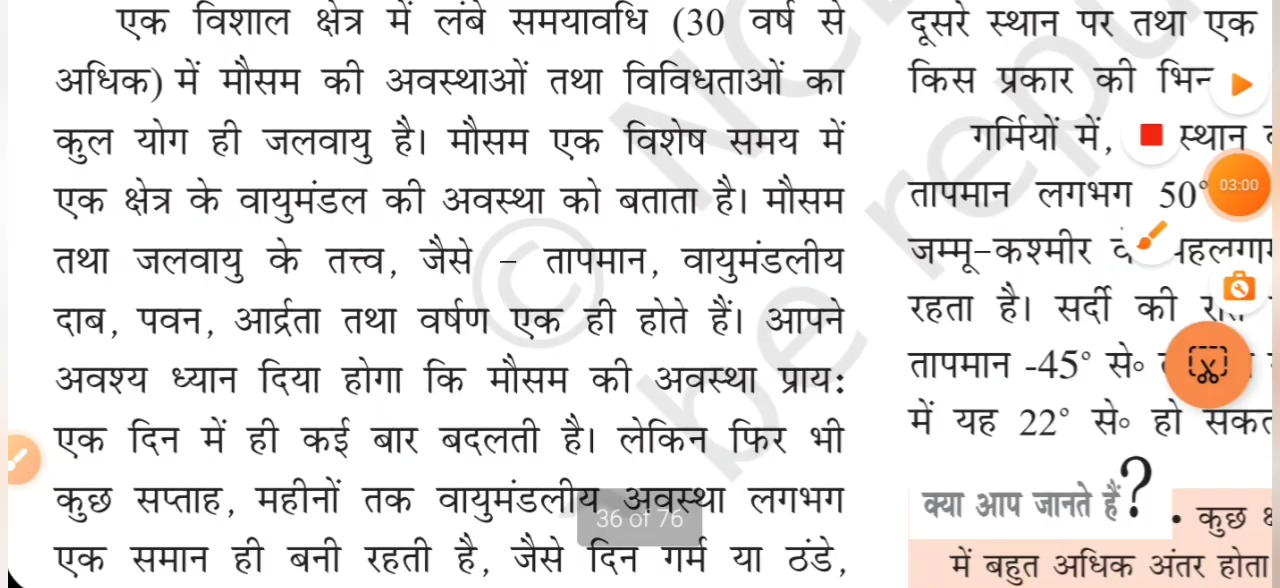 एक विशाल क्षेत्र में लंबे समयावधि (30 वर्ष से
अधिक) में मौसम की अवस्थाओं तथा विविधताओं का
कुल योग ही जलवायु है। मौसम एक विशेष समय में
एक क्षेत्र के वायुमंडल की अवस्था को बताता है। मौसम
तथा जलवायु के तत्त्व, जैसे – तापमान, वायुमंडलीय
दाब, पवन, आर्द्रता तथा वर्षण एक ही होते हैं। आपने
अवश्य ध्यान दिया होगा कि मौसम की अवस्था प्राय:
एक दिन में ही कई बार बदलती है। लेकिन फिर भी
कुछ सप्ताह, महीनों तक वायुमंडलीय अवस्था लगभग
एक समान ही बनी रहती है, जैसे दिन गर्म या ठंडे,
36 of 76
दूसरे स्थान पर तथा एक
किस प्रकार की
गर्मियों में, स्थान
तापमान लगभग 50°
03:00
जम्मू-कश्मीर
रहता है। सर्दी की
तापमान -45° से॰
में यह 22° से॰ हो
क्या आप जानते हैं?
• कुछ
में बहुत अधिक अंतर होता
© be